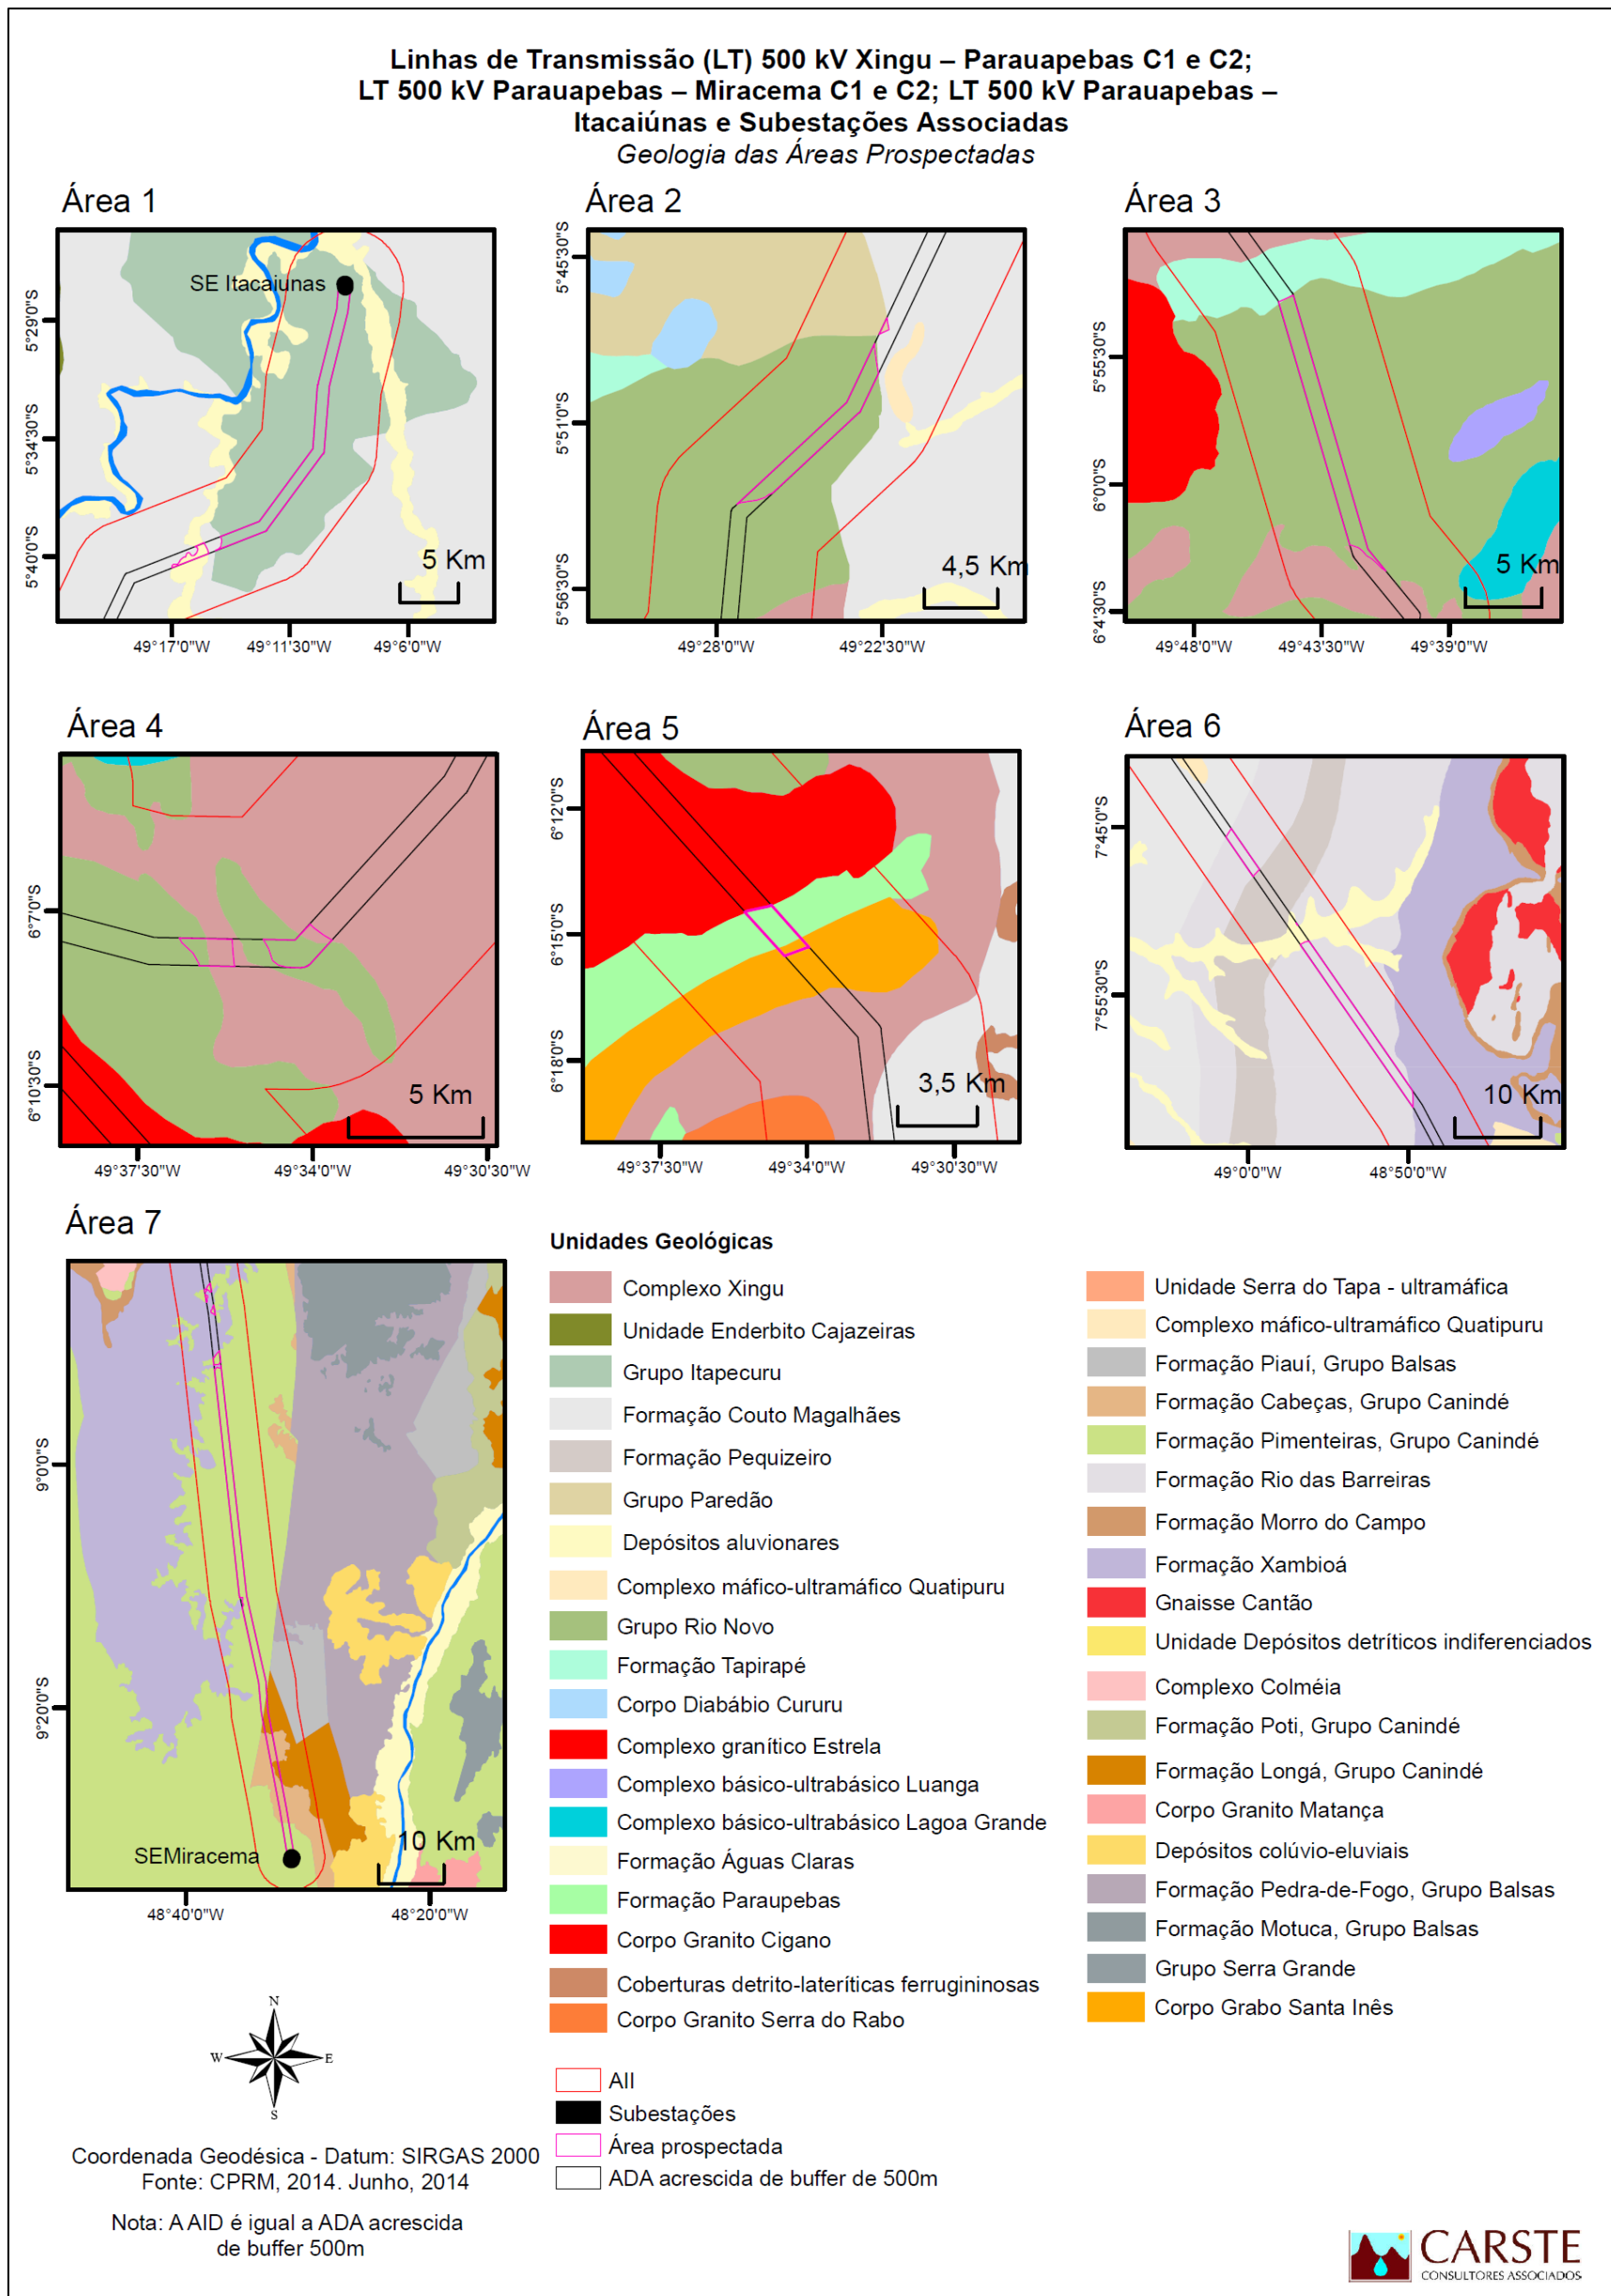 Linhas de Transmissão (LT) 500 kV Xingu – Parauapebas C1 e C2;
LT 500 kV Parauapebas – Miracema C1 e C2; LT 500 kV Parauapebas –
Itacaiúnas e Subestações Associadas
Geologia das Áreas Prospectadas
Área 1
SE Itacaiunas
5°29'0"S
5°34'30"S
5°40'0"S
5 Km
49°17'0"W
49°11'30"W
49°6'0"W
Área 2
5°45'30"S
5°51'0"S
5°56'30"S
4,5 Km
49°28'0"W
49°22'30"W
Área 3
5°55'30"S
6°0'0"S
6°4'30"S
5 Km
49°48'0"W
49°43'30"W
49°39'0"W
Área 4
6°7'0"S
6°10'30"S
5 Km
49°37'30"W
49°34'0"W
49°30'30"W
Área 5
6°12'0"S
6°15'0"S
6°18'0"S
3,5 Km
49°37'30"W
49°34'0"W
49°30'30"W
Área 6
7°45'0"S
7°55'30"S
10 Km
49°0'0"W
48°50'0"W
Área 7
9°0'0"S
9°20'0"S
SEMiracema
10 Km
48°40'0"W
48°20'0"W
Unidades Geológicas
Complexo Xingu
Unidade Enderbito Cajazeiras
Grupo Itapecuru
Formação Couto Magalhães
Formação Pequizeiro
Grupo Paredão
Depósitos aluvionares
Complexo máfico-ultramáfico Quatipuru
Grupo Rio Novo
Formação Tapirapé
Corpo Diabábio Cururu
Complexo granítico Estrela
Complexo básico-ultrabásico Luanga
Complexo básico-ultrabásico Lagoa Grande
Formação Águas Claras
Formação Paraupebas
Corpo Granito Cigano
Coberturas detrito-lateríticas ferrugininosas
Corpo Granito Serra do Rabo
Unidade Serra do Tapa - ultramáfica
Complexo máfico-ultramáfico Quatipuru
Formação Piauí, Grupo Balsas
Formação Cabeças, Grupo Canindé
Formação Pimenteiras, Grupo Canindé
Formação Rio das Barreiras
Formação Morro do Campo
Formação Xambioá
Gnaisse Cantão
Unidade Depósitos detríticos indiferenciados
Complexo Colméia
Formação Poti, Grupo Canindé
Formação Longá, Grupo Canindé
Corpo Granito Matança
Depósitos colúvio-eluviais
Formação Pedra-de-Fogo, Grupo Balsas
Formação Motuca, Grupo Balsas
Grupo Serra Grande
Corpo Grabo Santa Inês
AII
Subestações
Área prospectada
ADA acrescida de buffer de 500m
N
W
E
S
Coordenada Geodésica - Datum: SIRGAS 2000
Fonte: CPRM, 2014. Junho, 2014
Nota: A AID é igual a ADA acrescida
de buffer 500m
CARSTE
CONSULTORES ASSOCIADOS